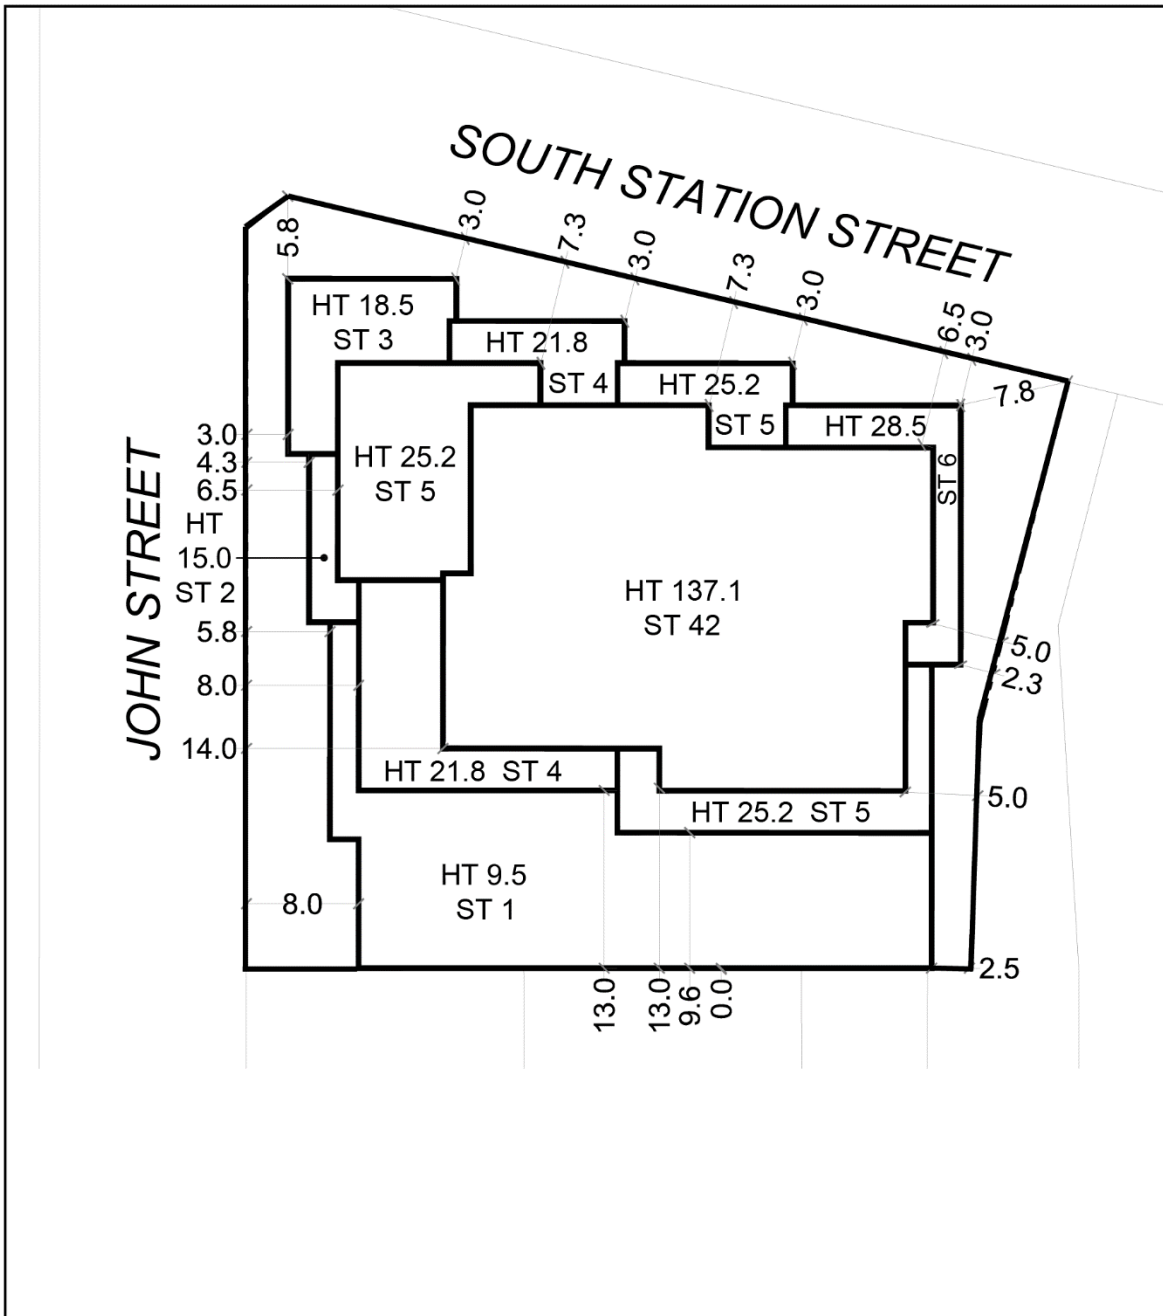 SOUTH STATION STREET
5.8
3.0
7.3
3.0
7.3
3.0
6.5
3.0
7.8
HT 18.5
ST 3
HT 21.8
ST 4
HT 25.2
ST 5
HT 28.5
ST 6
JOHN STREET
3.0
4.3
6.5
HT
15.0
ST 2
5.8
8.0
14.0
HT 25.2
ST 5
HT 137.1
ST 42
5.0
2.3
HT 21.8 ST 4
HT 25.2 ST 5
5.0
HT 9.5
ST 1
8.0
2.5
13.0
13.0
9.6
0.0